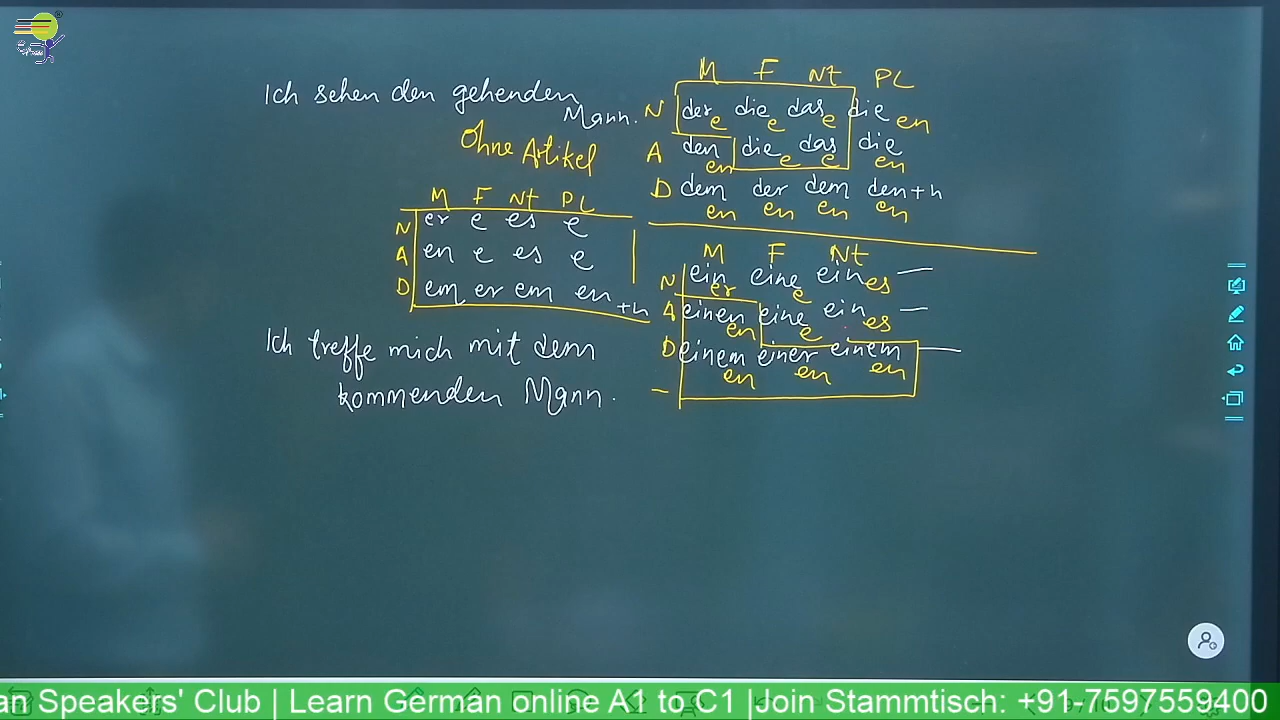 Ich sehen den gehenden
Mann.
Ohne Artikel
M F Nt PL
N er e es e
A en e es e
D em er em en +n
Ich treffe mich mit denn
kommenden Mann.
M F Nt PL
N der die das die
e e e en
A den die das die
en e e en
D dem der dem den+n
en en en en
M F Nt
N ein eine ein —
er e es
A einen eine ein —
en e es
D einem einer einem —
en en en
an Speakers' Club | Learn German online A1 to C1 |Join Stammtisch: +91-7597559400